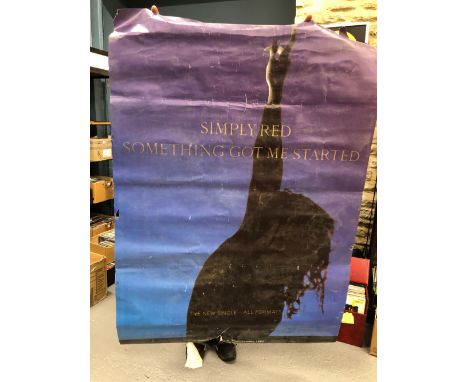 SIMPLY RED
SOMETHING GOT ME STARTED
THE NEW SINGLE - ALL FORMATS